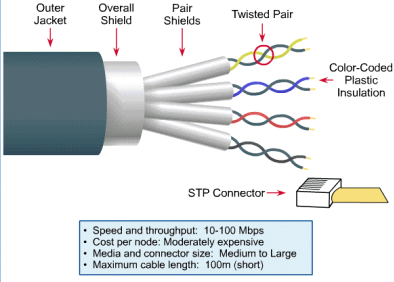 Outer
Jacket
Overall
Shield
Pair
Shields
Twisted Pair
Color-Coded
Plastic
Insulation
STP Connector
• Speed and throughput: 10-100 Mbps
• Cost per node: Moderately expensive
• Media and connector size: Medium to Large
• Maximum cable length: 100m (short)